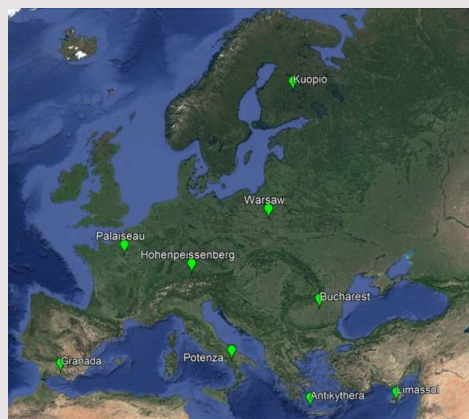 Kuopio
Warsaw
Palaiseau
Hohenpeissenberg
Bucharest
Potenza
Granada
Antikythera
Limassol